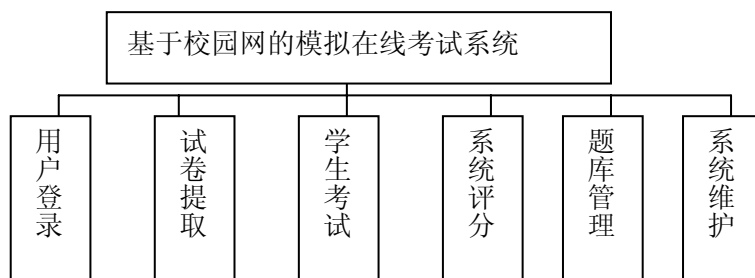 基于校园网的模拟在线考试系统
用户登录
试卷提取
学生考试
系统评分
题库管理
系统维护